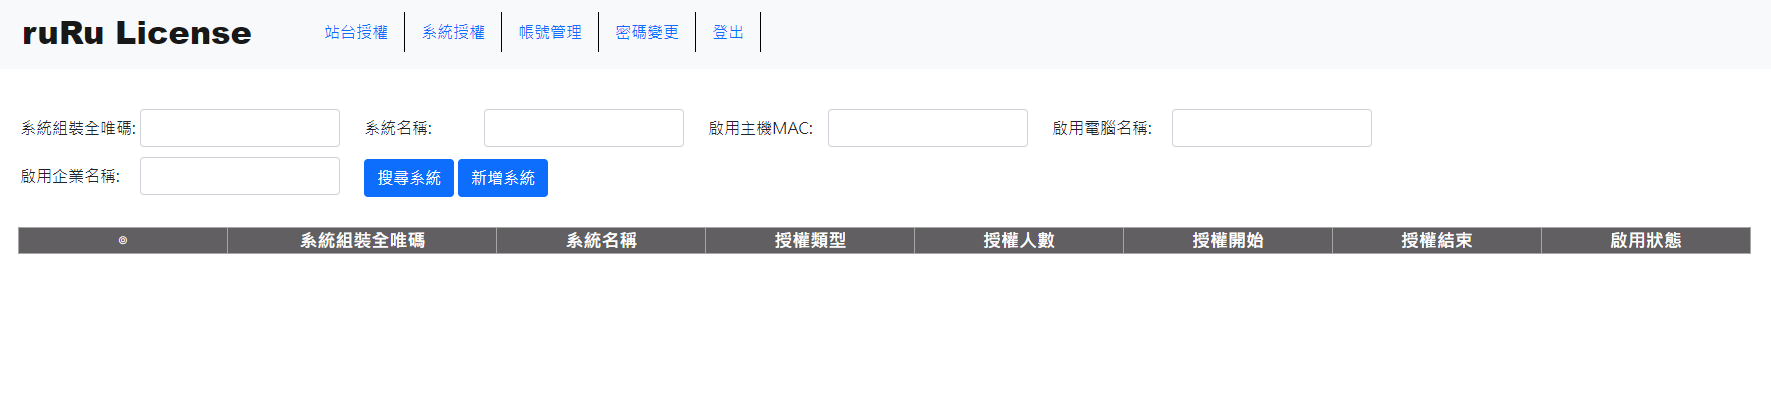 ruRu License 站台授權 系統授權 帳號管理 密碼變更 登出
系統組裝全唯碼: 系統名稱: 啟用主機MAC: 啟用電腦名稱:
啟用企業名稱: 搜尋系統 新增系統
◎ 系統組裝全唯碼 系統名稱 授權類型 授權人數 授權開始 授權結束 啟用狀態